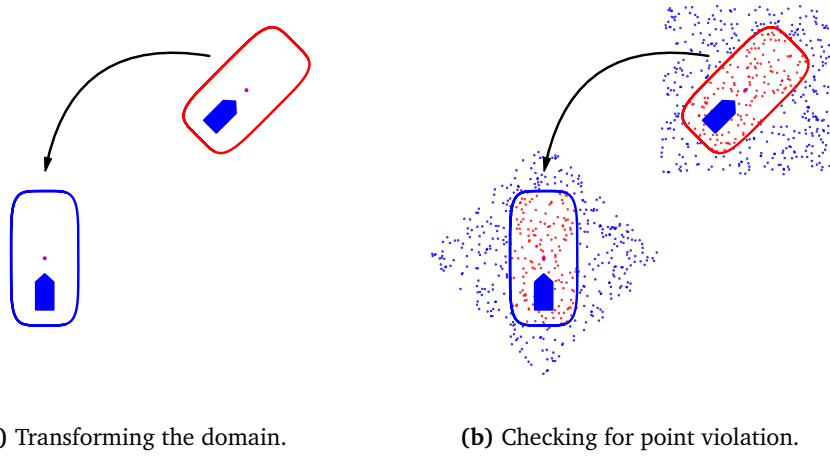 ) Transforming the domain.
(b) Checking for point violation.